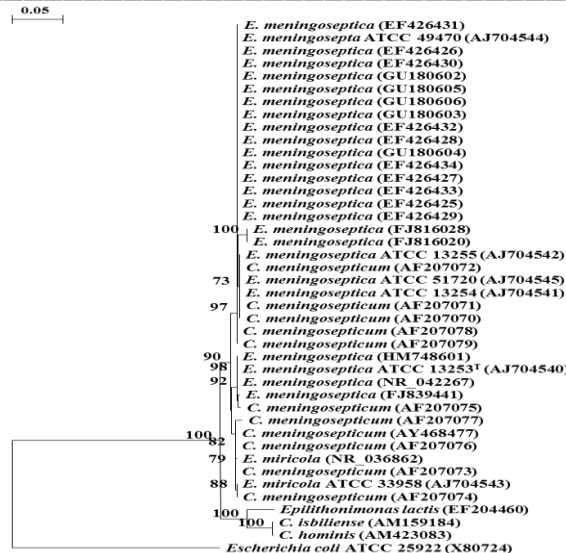 0.05
E. meningoseptica (EF426431)
E. meningosepta ATCC 49470 (AJ704544)
E. meningoseptica (EF426426)
E. meningoseptica (EF426430)
E. meningoseptica (GU180602)
E. meningoseptica (GU180605)
E. meningoseptica (GU180606)
E. meningoseptica (GU180603)
E. meningoseptica (EF426432)
E. meningoseptica (EF426428)
E. meningoseptica (GU180604)
E. meningoseptica (EF426434)
E. meningoseptica (EF426427)
E. meningoseptica (EF426433)
E. meningoseptica (EF426425)
E. meningoseptica (EF426429)
100 E. meningoseptica (FJ816028)
E. meningoseptica (FJ816020)
E. meningoseptica ATCC 13255 (AJ704542)
C. meningosepticum (AF207072)
73 E. meningoseptica ATCC 51720 (AJ704545)
E. meningoseptica ATCC 13254 (AJ704541)
97 C. meningosepticum (AF207071)
C. meningosepticum (AF207070)
C. meningosepticum (AF207078)
C. meningosepticum (AF207079)
90 E. meningoseptica (HM748601)
98 E. meningoseptica ATCC 13253ᵀ (AJ704540)
92 E. meningoseptica (NR_042267)
E. meningoseptica (FJ839441)
C. meningosepticum (AF207075)
C. meningosepticum (AF207077)
100 C. meningosepticum (AY468477)
82 C. meningosepticum (AF207076)
79 E. miricola (NR_036862)
C. meningosepticum (AF207073)
88 E. miricola ATCC 33958 (AJ704543)
C. meningosepticum (AF207074)
100 Epilithonimonas lactis (EF204460)
100 C. isbiliense (AM159184)
C. hominis (AM423083)
Escherichia coli ATCC 25922 (X80724)